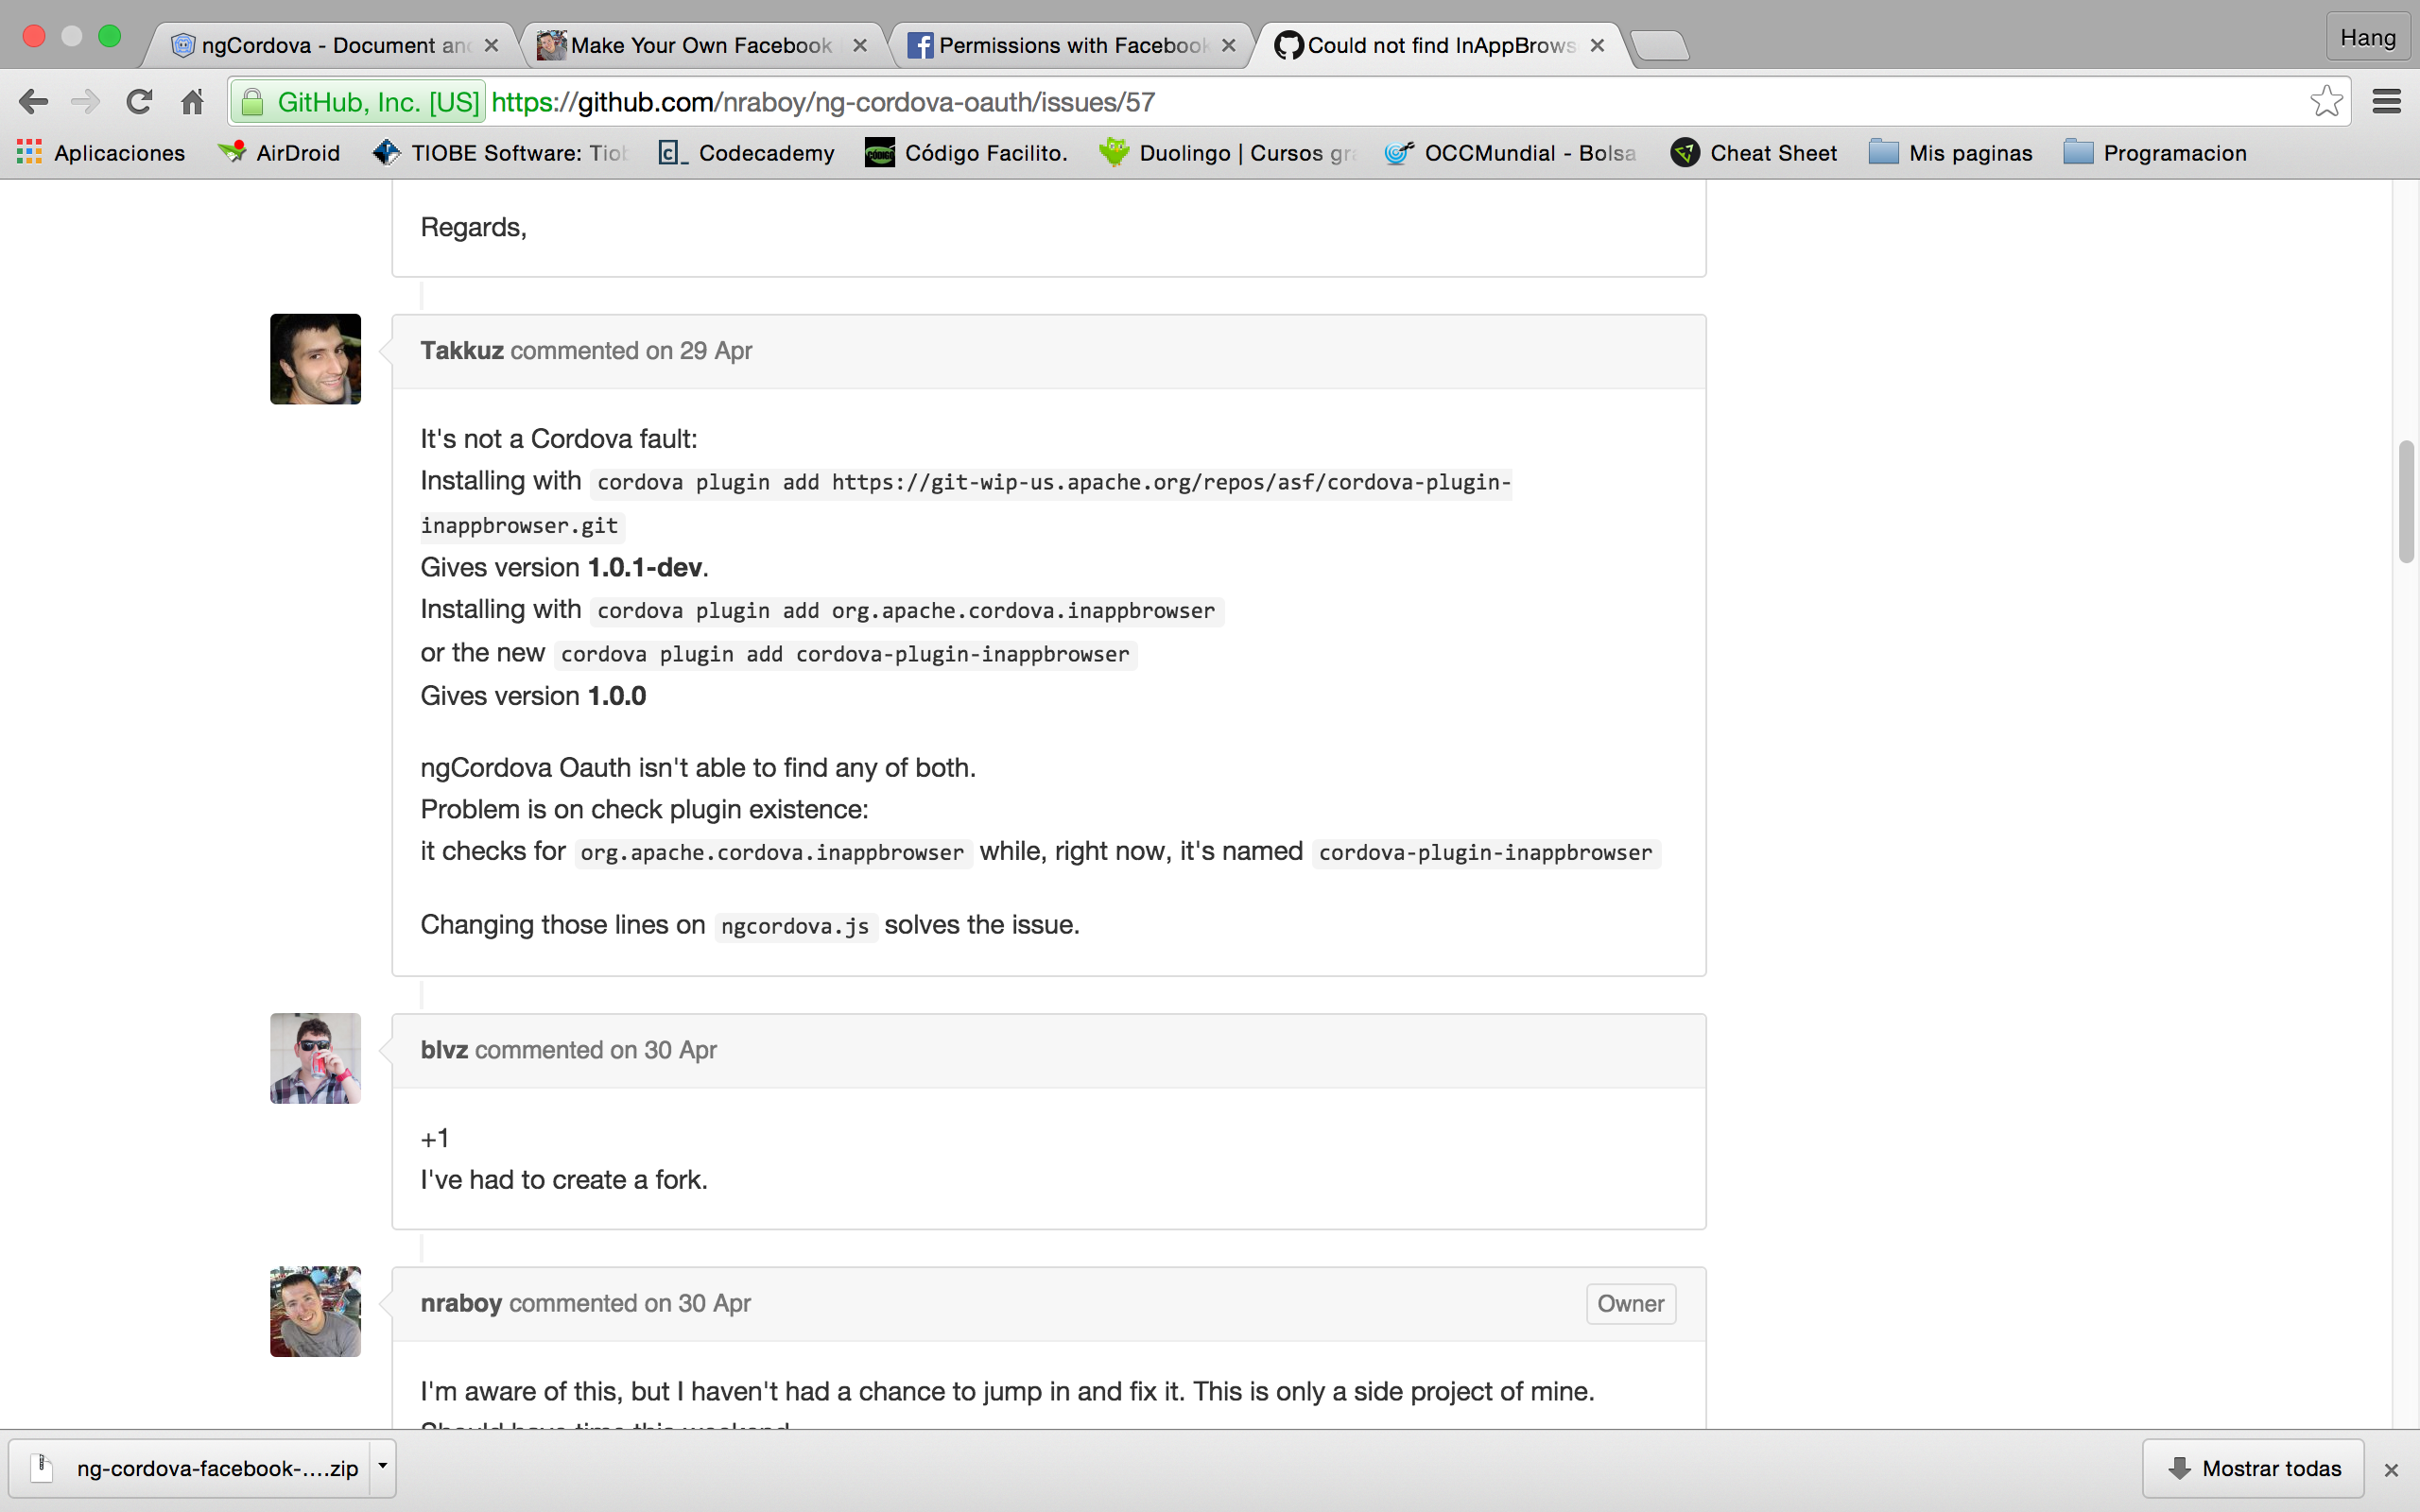 ngCordova - Document and
Make Your Own Facebook
Permissions with Facebook
Could not find InAppBrows
Hang
GitHub, Inc. [US] https://github.com/nraboy/ng-cordova-oauth/issues/57
Aplicaciones
AirDroid
TIOBE Software: Tiob
Codecademy
Código Facilito.
Duolingo | Cursos gra
OCCMundial - Bolsa
Cheat Sheet
Mis paginas
Programacion
Regards,
Takkuz commented on 29 Apr
It's not a Cordova fault:
Installing with cordova plugin add https://git-wip-us.apache.org/repos/asf/cordova-plugin-
inappbrowser.git
Gives version 1.0.1-dev.
Installing with cordova plugin add org.apache.cordova.inappbrowser
or the new cordova plugin add cordova-plugin-inappbrowser
Gives version 1.0.0
ngCordova Oauth isn't able to find any of both.
Problem is on check plugin existence:
it checks for org.apache.cordova.inappbrowser while, right now, it's named cordova-plugin-inappbrowser
Changing those lines on ngcordova.js solves the issue.
blvz commented on 30 Apr
+1
I've had to create a fork.
nraboy commented on 30 Apr
Owner
I'm aware of this, but I haven't had a chance to jump in and fix it. This is only a side project of mine.
Should have time this weekend
ng-cordova-facebook-....zip
Mostrar todas